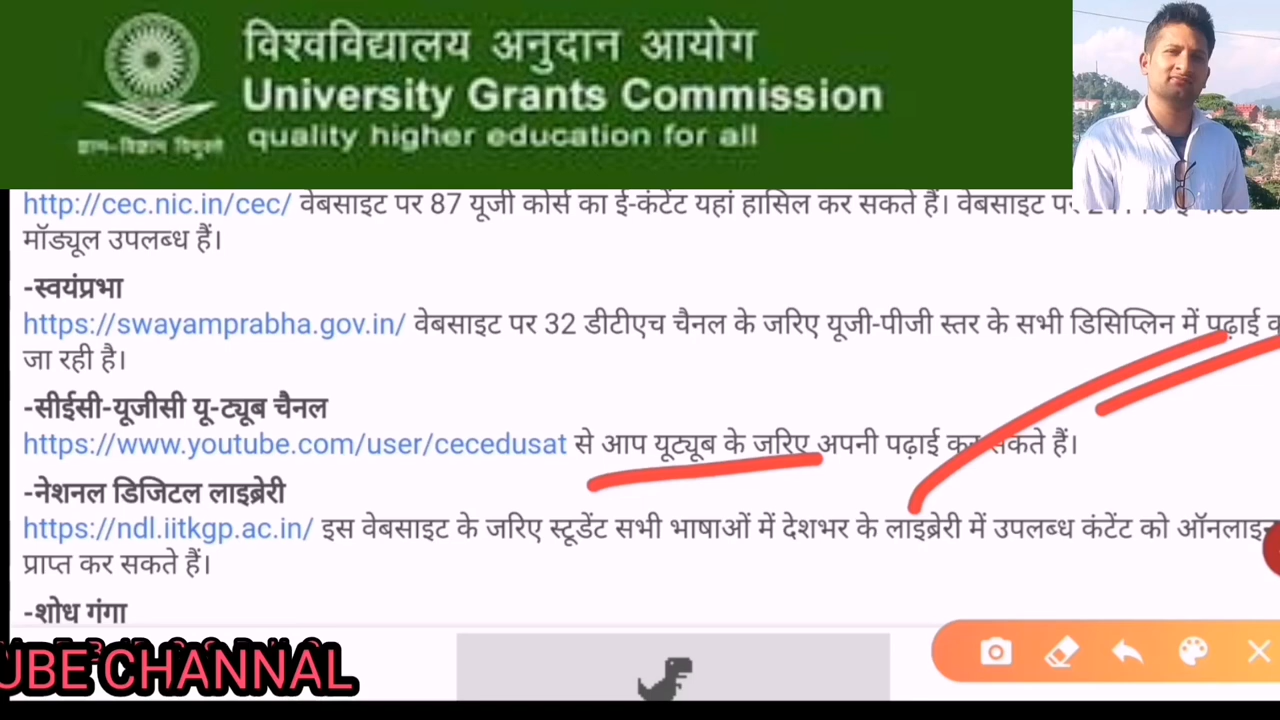 विश्वविद्यालय अनुदान आयोग
University Grants Commission
quality higher education for all
ज्ञान-विज्ञान विमुक्तये
http://cec.nic.in/cec/ वेबसाइट पर 87 यूजी कोर्स का ई-कंटेंट यहां हासिल कर सकते हैं। वेबसाइट पर
मॉड्यूल उपलब्ध हैं।
-स्वयंप्रभा
https://swayamprabha.gov.in/ वेबसाइट पर 32 डीटीएच चैनल के जरिए यूजी-पीजी स्तर के सभी डिसिप्लिन में पढ़ाई
जा रही है।
-सीईसी-यूजीसी यू-ट्यूब चैनल
https://www.youtube.com/user/cecedusat से आप यूट्यूब के जरिए अपनी पढ़ाई कर सकते हैं।
-नेशनल डिजिटल लाइब्रेरी
https://ndl.iitkgp.ac.in/ इस वेबसाइट के जरिए स्टूडेंट सभी भाषाओं में देशभर के लाइब्रेरी में उपलब्ध कंटेंट को ऑनलाइन
प्राप्त कर सकते हैं।
-शोध गंगा
UBE CHANNAL